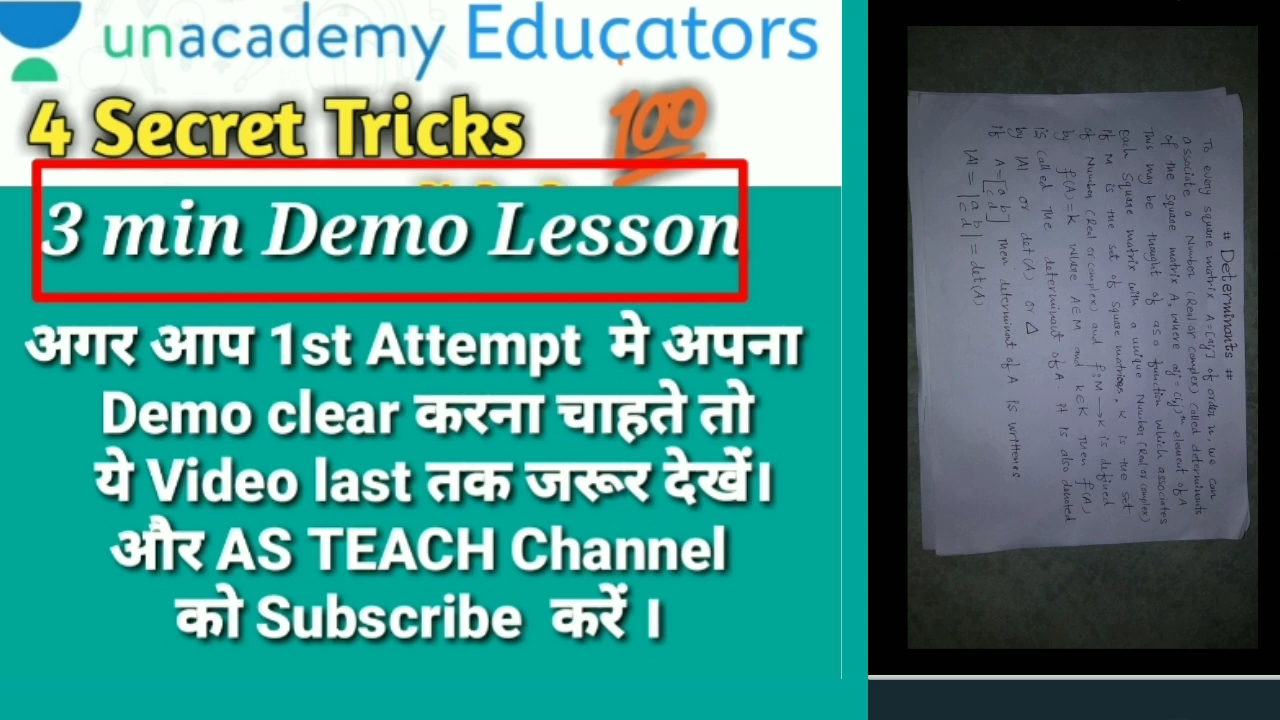 unacademy Educators
4 Secret Tricks 100
3 min Demo Lesson
अगर आप 1st Attempt मे अपना
Demo clear करना चाहते तो
ये Video last तक जरूर देखें।
और AS TEACH Channel
को Subscribe करें ।
# Determinants #
To every square matrix A=[aij] of order n, we can
associate a Number (Real or complex) called determinants
of the square matrix A, where aij = (i,j)th element of A
This may be thought of as a function which associates
each square matrix with a unique Number (Real or complex)
If M is the set of square matrices, K is the set
of Number (Real or complex) and f: M → K is defined
by f(A)=K where A∈M and K∈K Then f(A)
is called the determinant of A it is also denoted
by |A| or det(A) or Δ
If A = [a b c d] Then determinant of A is written
|A| = |a b c d| = det(A)